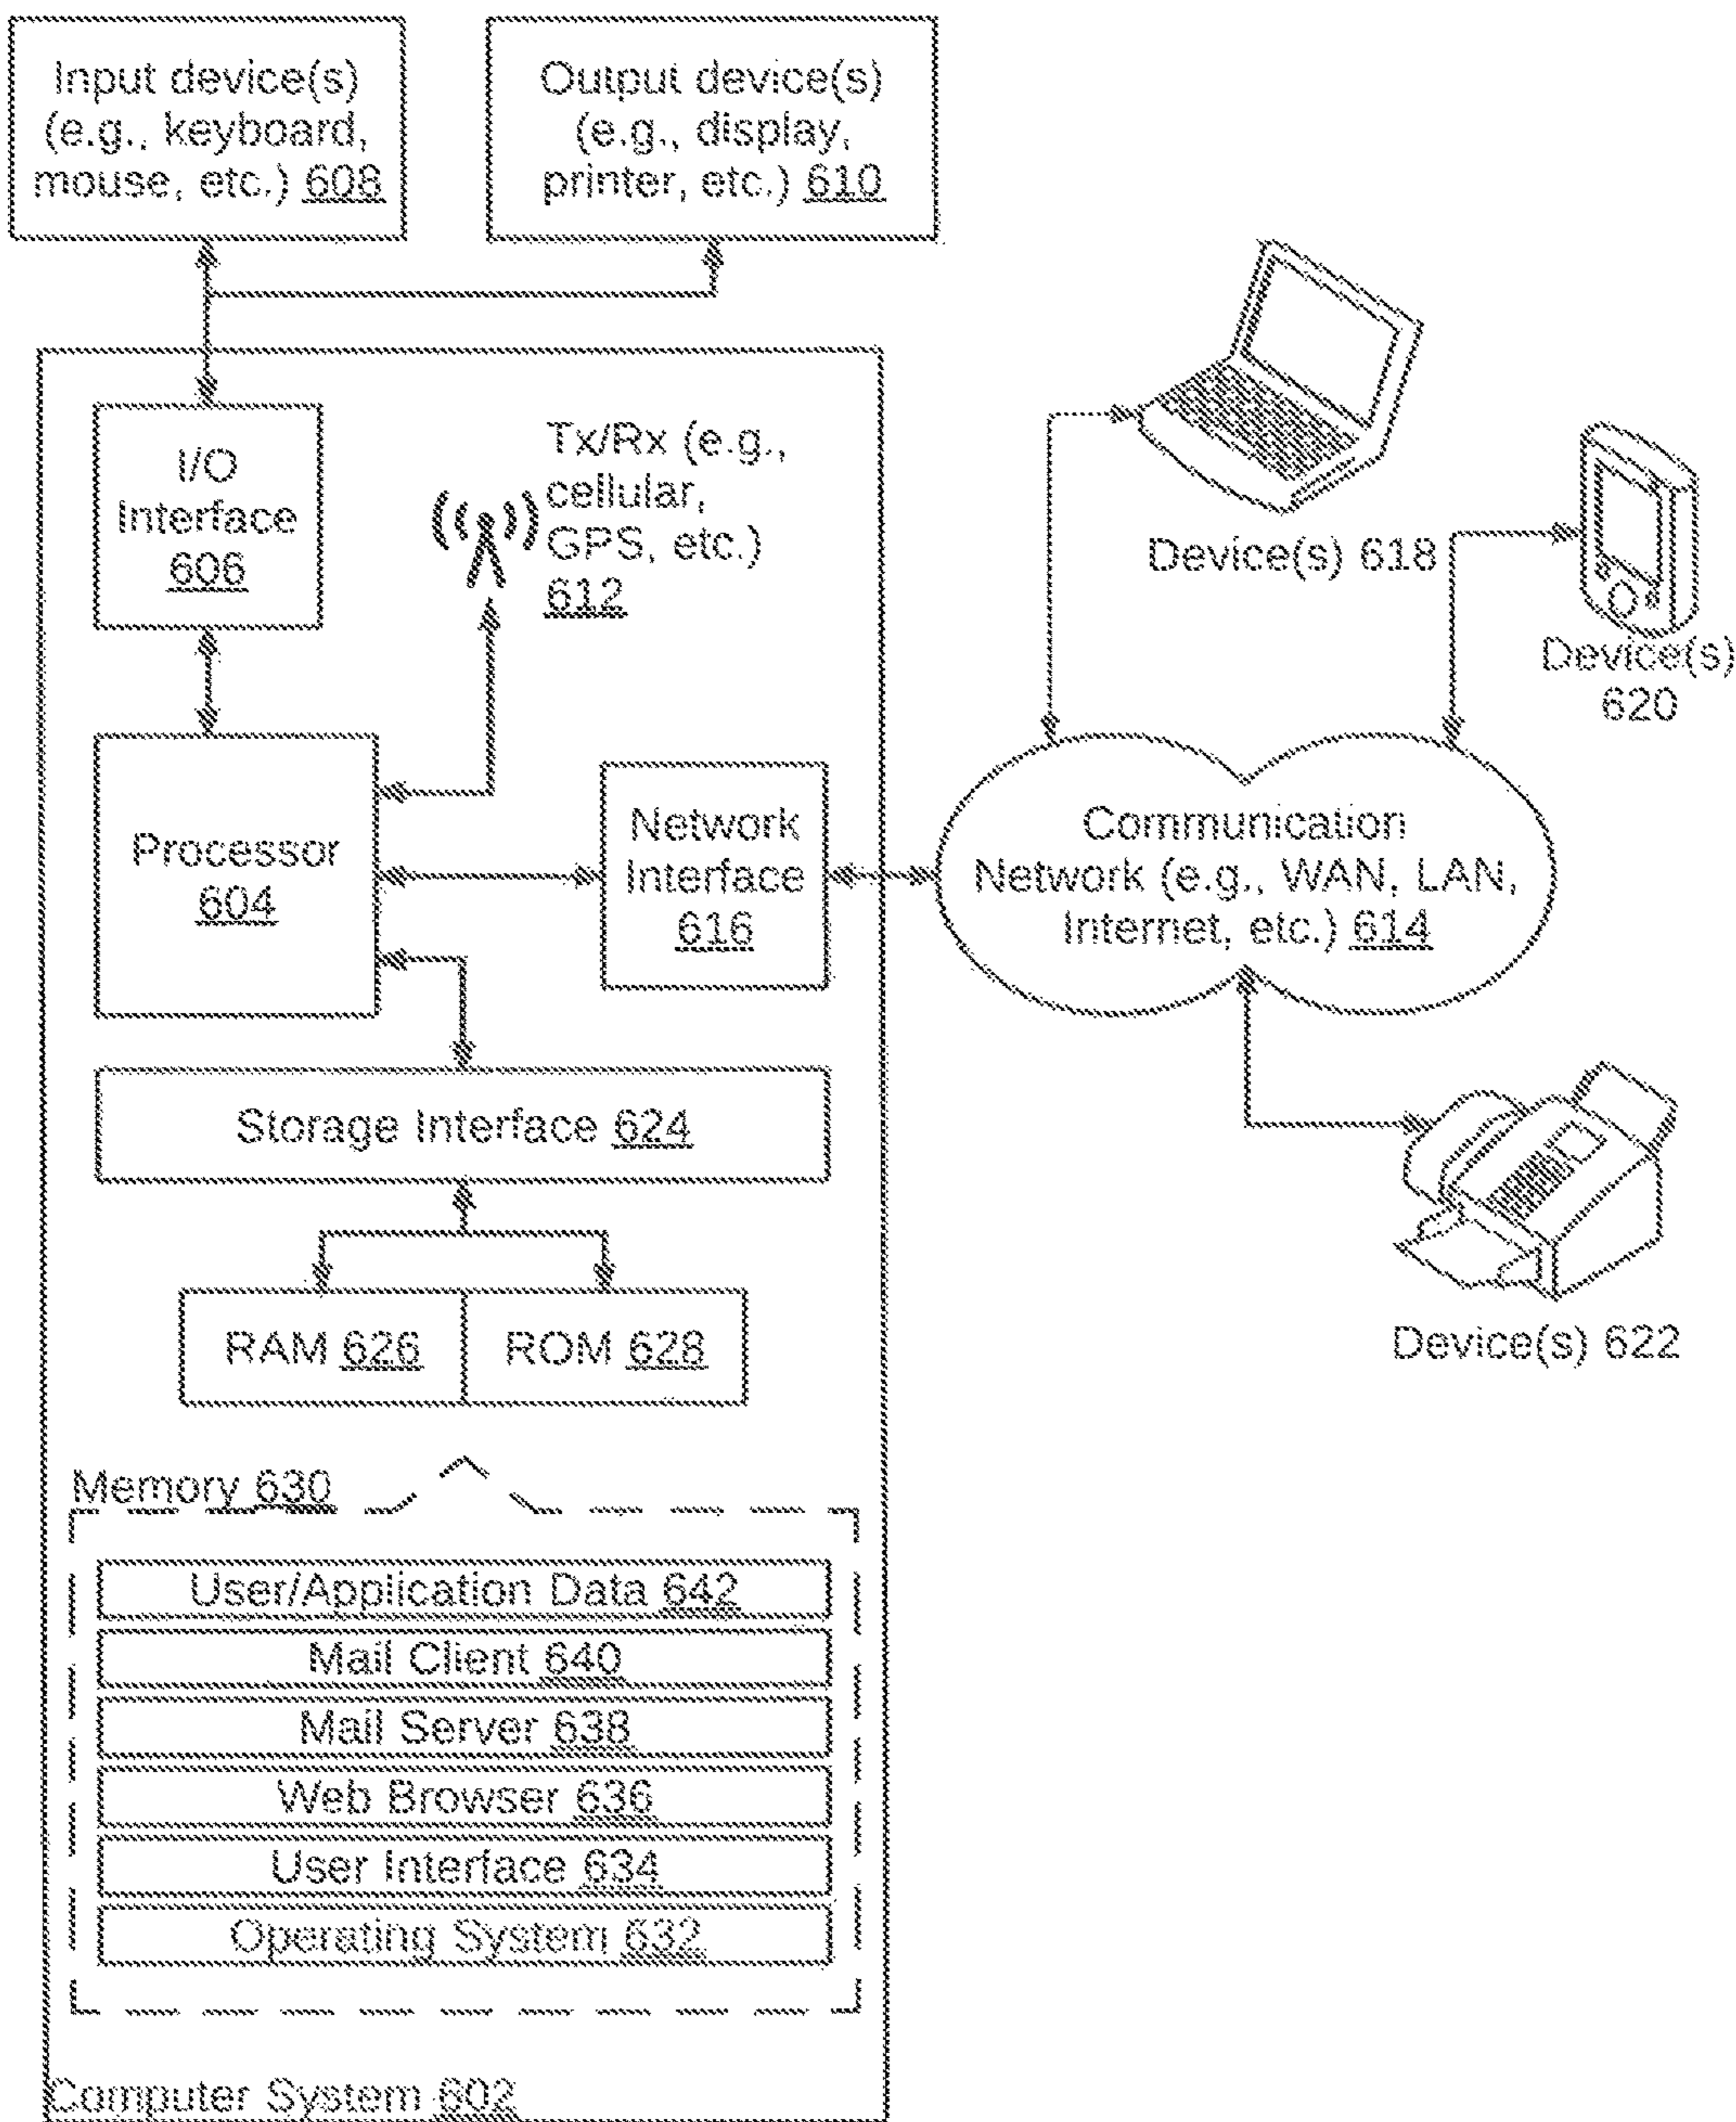 Input device(s)
(e.g., keyboard,
mouse, etc.) 608
Output device(s)
(e.g., display,
printer, etc.) 610
I/O
Interface
606
Tx/Rx (e.g.,
cellular,
GPS, etc.)
612
Device(s) 618
Device(s)
620
Processor
604
Network
Interface
616
Communication
Network (e.g., WAN, LAN,
Internet, etc.) 614
Storage Interface 624
RAM 626
ROM 628
Device(s) 622
Memory 630
User/Application Data 642
Mail Client 640
Mail Server 638
Web Browser 636
User Interface 634
Operating System 632
Computer System 602